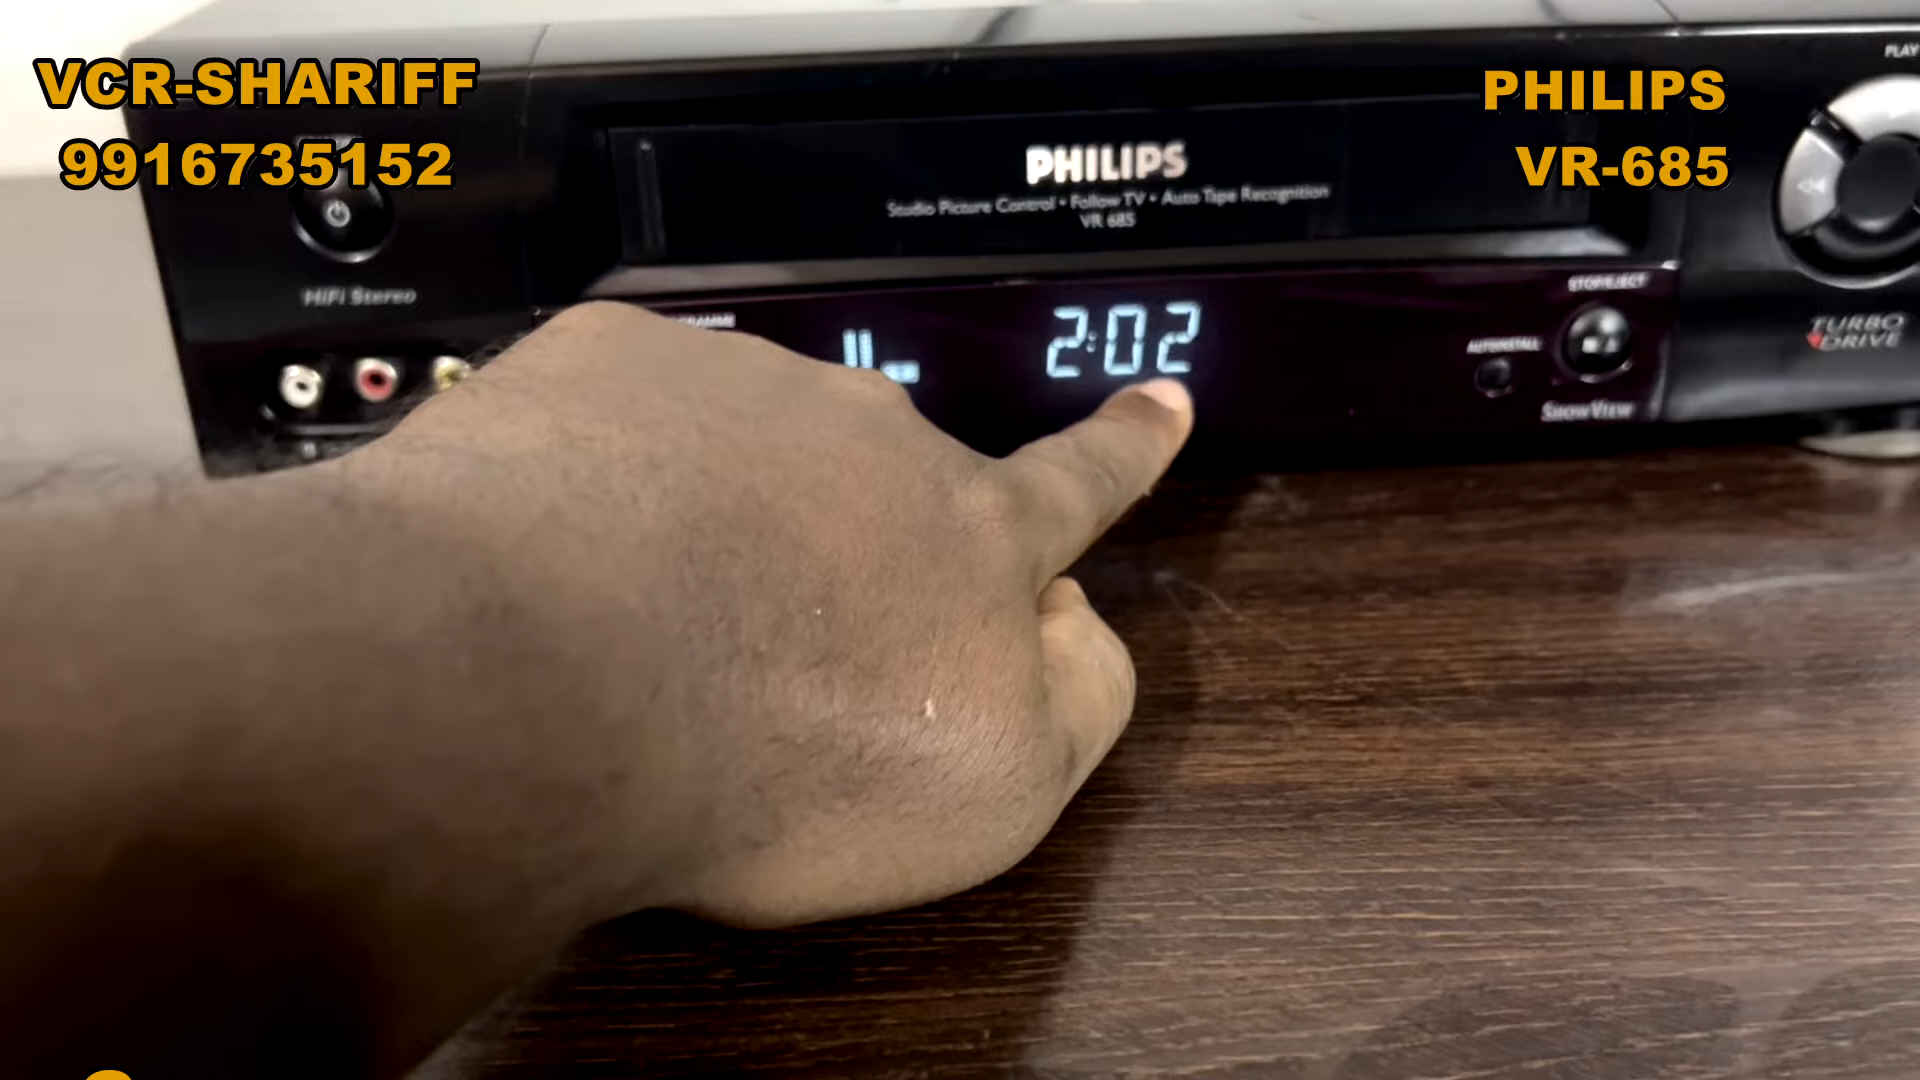 VCR-SHARIFF
9916735152
PHILIPS
VR-685
PLAY
PHILIPS
Studio Picture Control • Follow TV • Auto Tape Recognition
VR 685
HiFi Stereo
2:02
STOP/EJECT
AUTOINSTALL
SHOWVIEW
TURBO
DRIVE